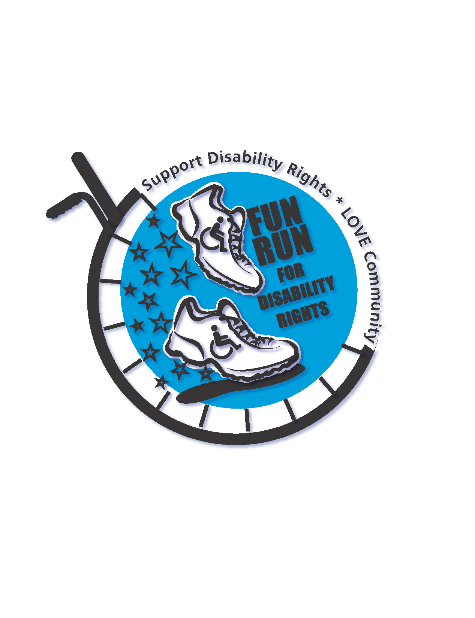 Support Disability Rights * LOVE Community
FUN
RUN
FOR
DISABILITY
RIGHTS